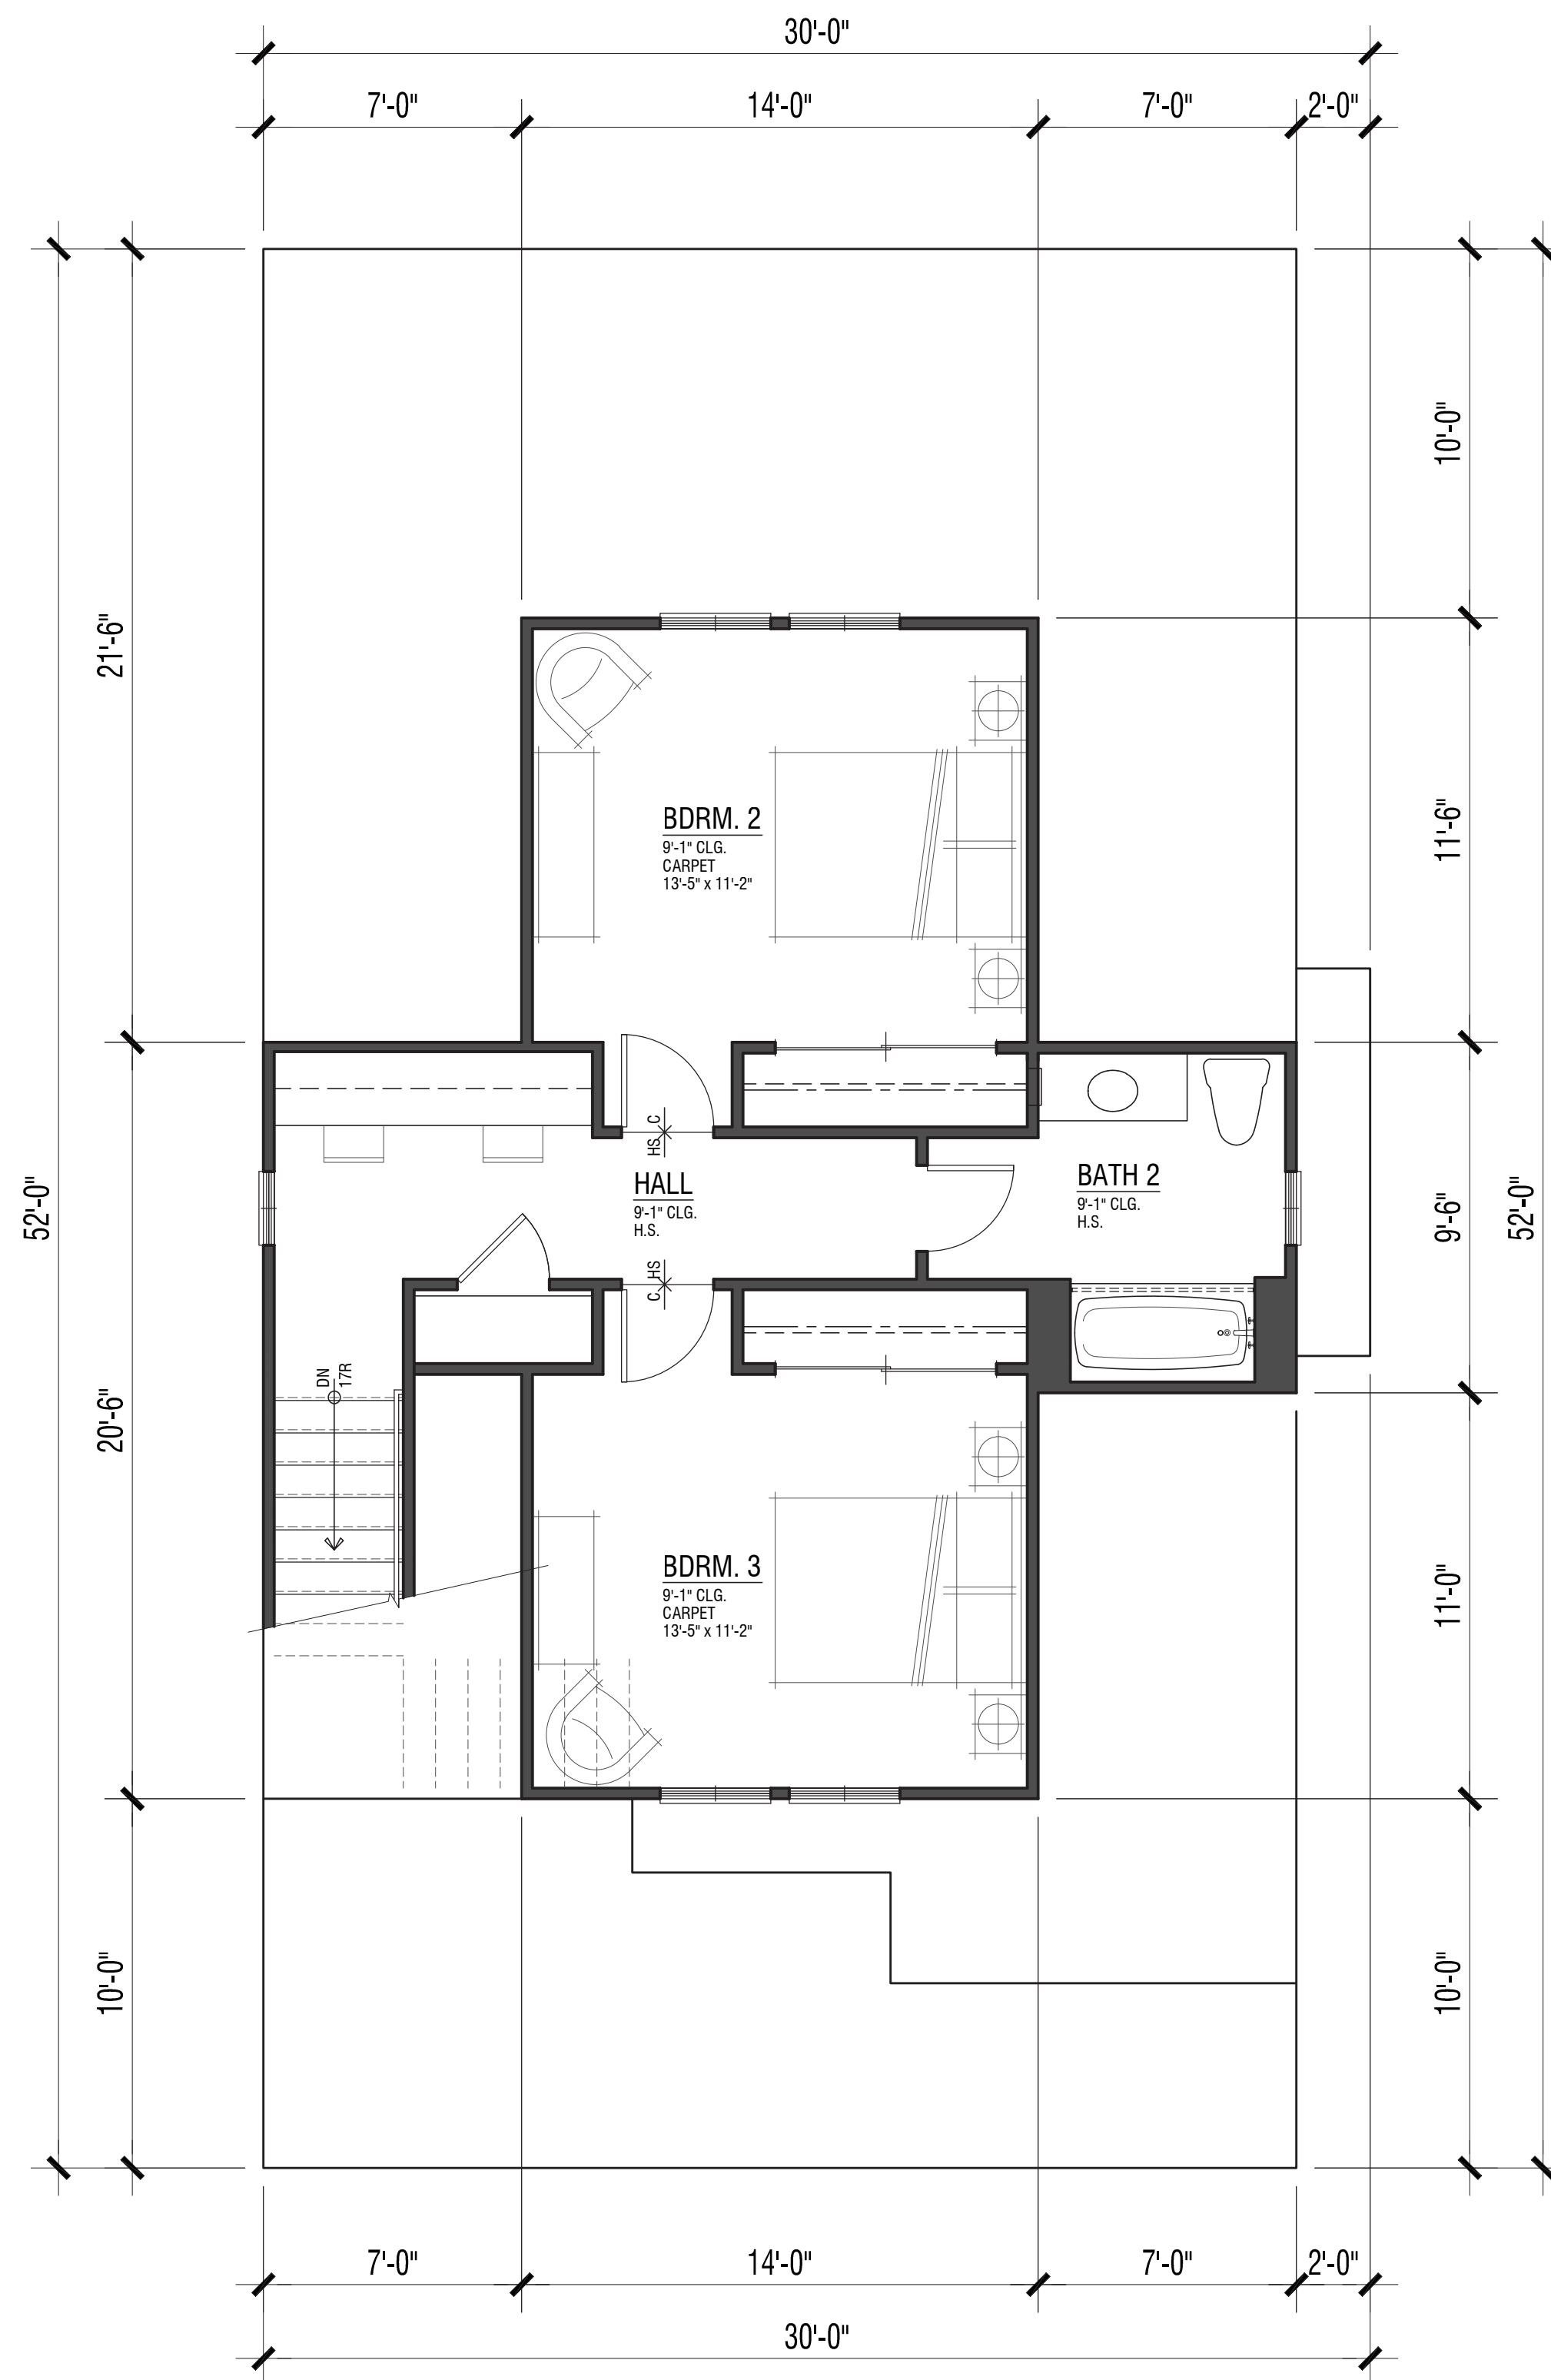 30'-0"
7'-0" 14'-0" 7'-0" 2'-0"
10'-0"
21'-6"
11'-6"
BDRM. 2
9'-1" CLG.
CARPET
13'-5" x 11'-2"
HS C
HALL
9'-1" CLG.
H.S.
BATH 2
9'-1" CLG.
H.S.
52'-0"
9'-6"
52'-0"
C HS
DN
17R
20'-6"
BDRM. 3
9'-1" CLG.
CARPET
13'-5" x 11'-2"
11'-0"
10'-0"
10'-0"
7'-0" 14'-0" 7'-0" 2'-0"
30'-0"